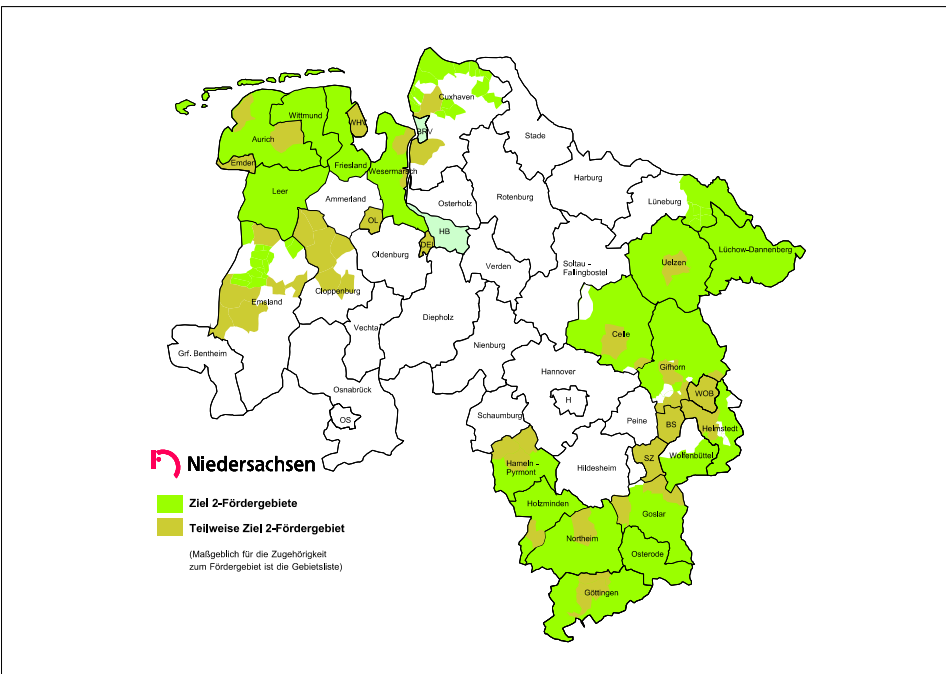 Cuxhaven
Wittmund
WHV
Aurich
BRV
Stade
Emden
Friesland
Wesermarsch
Harburg
Leer
Ammerland
Osterholz
Rotenburg
Lüneburg
OL
HB
DEL
Oldenburg
Lüchow-Dannenberg
Uelzen
Verden
Soltau -
Fallingbostel
Cloppenburg
Emsland
Diepholz
Vechta
Celle
Nienburg
Grf. Bentheim
Gifhorn
Hannover
Osnabrück
WOB
H
Schaumburg
Peine
OS
BS
Helmstedt
Wolfenbüttel
SZ
Hameln -
Pyrmont
Hildesheim
Niedersachsen
Holzminden
Goslar
Northeim
Osterode
Göttingen
Ziel 2-Fördergebiete
Teilweise Ziel 2-Fördergebiet
(Maßgeblich für die Zugehörigkeit
zum Fördergebiet ist die Gebietsliste)